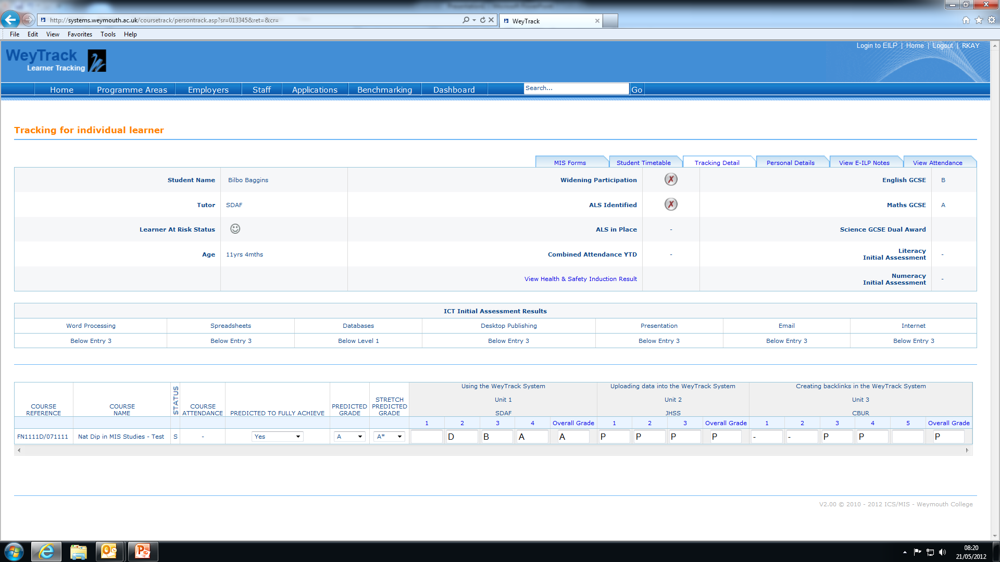 http://systems.weymouth.ac.uk/coursetrack/persontrack.asp?sr=013345&ret=&cr=
WeyTrack
File Edit View Favorites Tools Help
Login to EILP | Home | Logout | RKAY
WeyTrack
Learner Tracking
Home Programme Areas Employers Staff Applications Benchmarking Dashboard Search... Go
Tracking for individual learner
MIS Forms Student Timetable Tracking Detail Personal Details View E-ILP Notes View Attendance
Student Name Bilbo Baggins Widening Participation X English GCSE B
Tutor SDAF ALS Identified X Maths GCSE A
Learner At Risk Status ALS in Place - Science GCSE Dual Award
Age 11yrs 4mths Combined Attendance YTD - Literacy
Initial Assessment -
View Health & Safety Induction Result Numeracy
Initial Assessment -
ICT Initial Assessment Results
Word Processing Spreadsheets Databases Desktop Publishing Presentation Email Internet
Below Entry 3 Below Entry 3 Below Level 1 Below Entry 3 Below Entry 3 Below Entry 3 Below Entry 3
COURSE
REFERENCE
COURSE
NAME
STATUS
COURSE
ATTENDANCE
PREDICTED TO FULLY ACHIEVE
PREDICTED
GRADE
STRETCH
PREDICTED
GRADE
Using the WeyTrack System
Unit 1
SDAF
Uploading data into the WeyTrack System
Unit 2
JHSS
Creating backlinks in the WeyTrack System
Unit 3
CBUR
1 2 3 4 Overall Grade 1 2 3 Overall Grade 1 2 3 4 5 Overall Grade
FN1111D/071111 Nat Dip in MIS Studies - Test S - Yes A A* D B A A P P P P - - P P P
V2.00 © 2010 - 2012 ICS/MIS - Weymouth College
08:20
21/05/2012